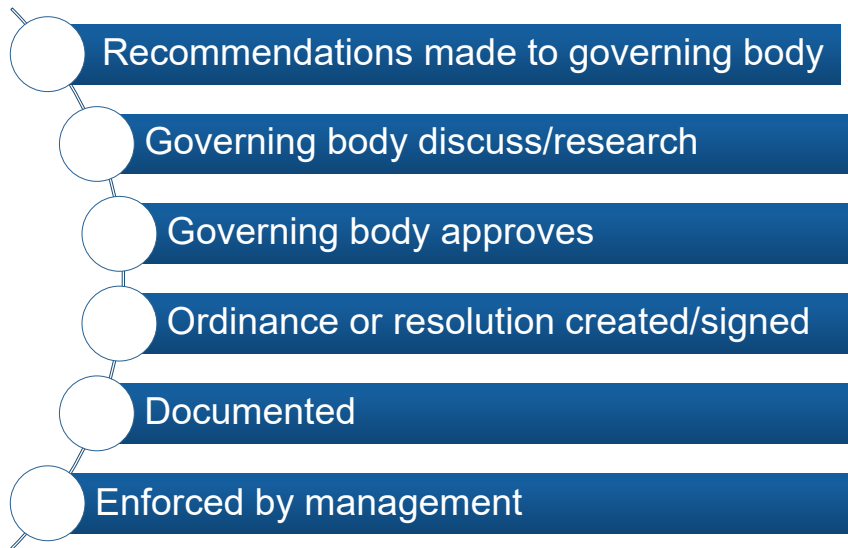 Recommendations made to governing body
Governing body discuss/research
Governing body approves
Ordinance or resolution created/signed
Documented
Enforced by management